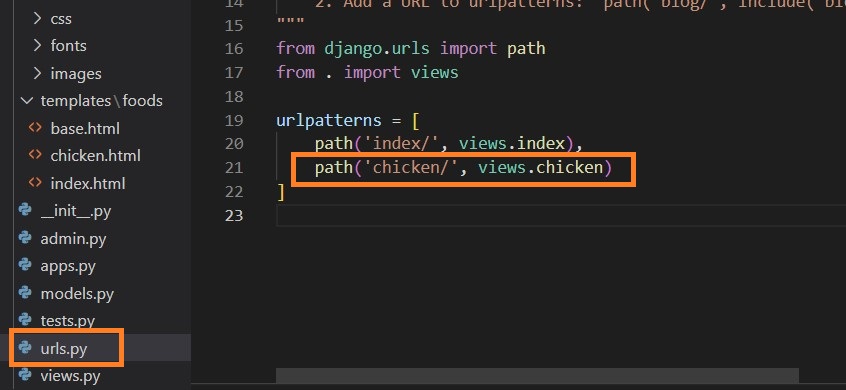 css
fonts
images
templates\foods
base.html
chicken.html
index.html
__init__.py
admin.py
apps.py
models.py
tests.py
urls.py
views.py
14 2. Add a URL to urlpatterns: path('blog/', include('bl
15 """
16 from django.urls import path
17 from . import views
18
19 urlpatterns = [
20 path('index/', views.index),
21 path('chicken/', views.chicken)
22 ]
23